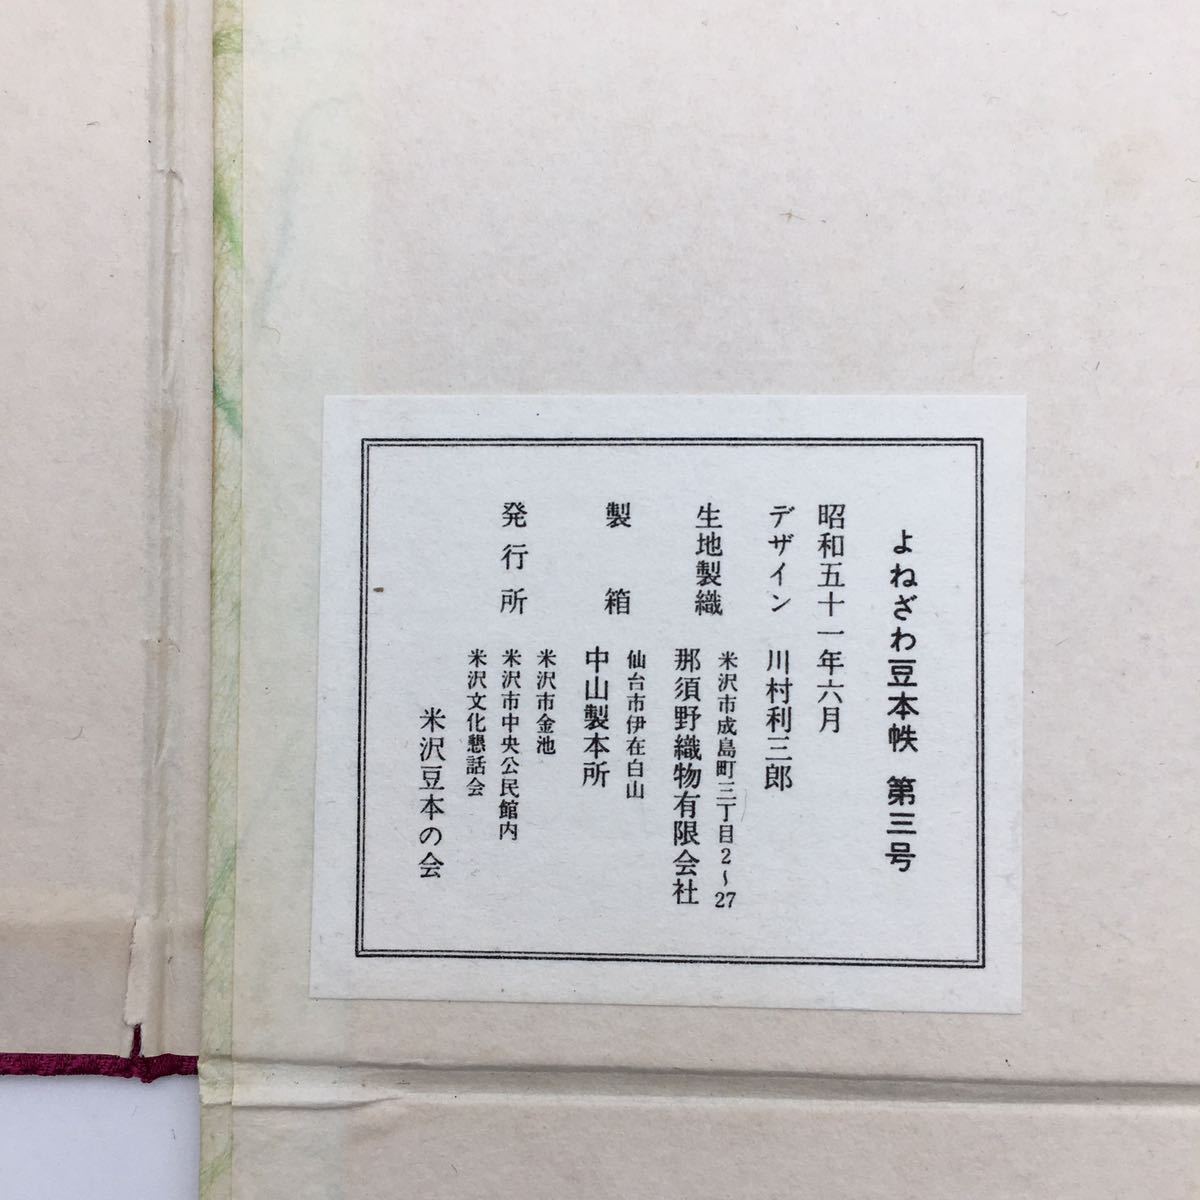 よねざわ豆本帙 第三号
昭和五十一年六月
デザイン 川村利三郎
生地製織 米沢市成島町三丁目2~27
那須野織物有限会社
製箱 仙台市伊在白山
中山製本所
発行所 米沢市金池
米沢市中央公民館内
米沢文化懇話会
米沢豆本の会